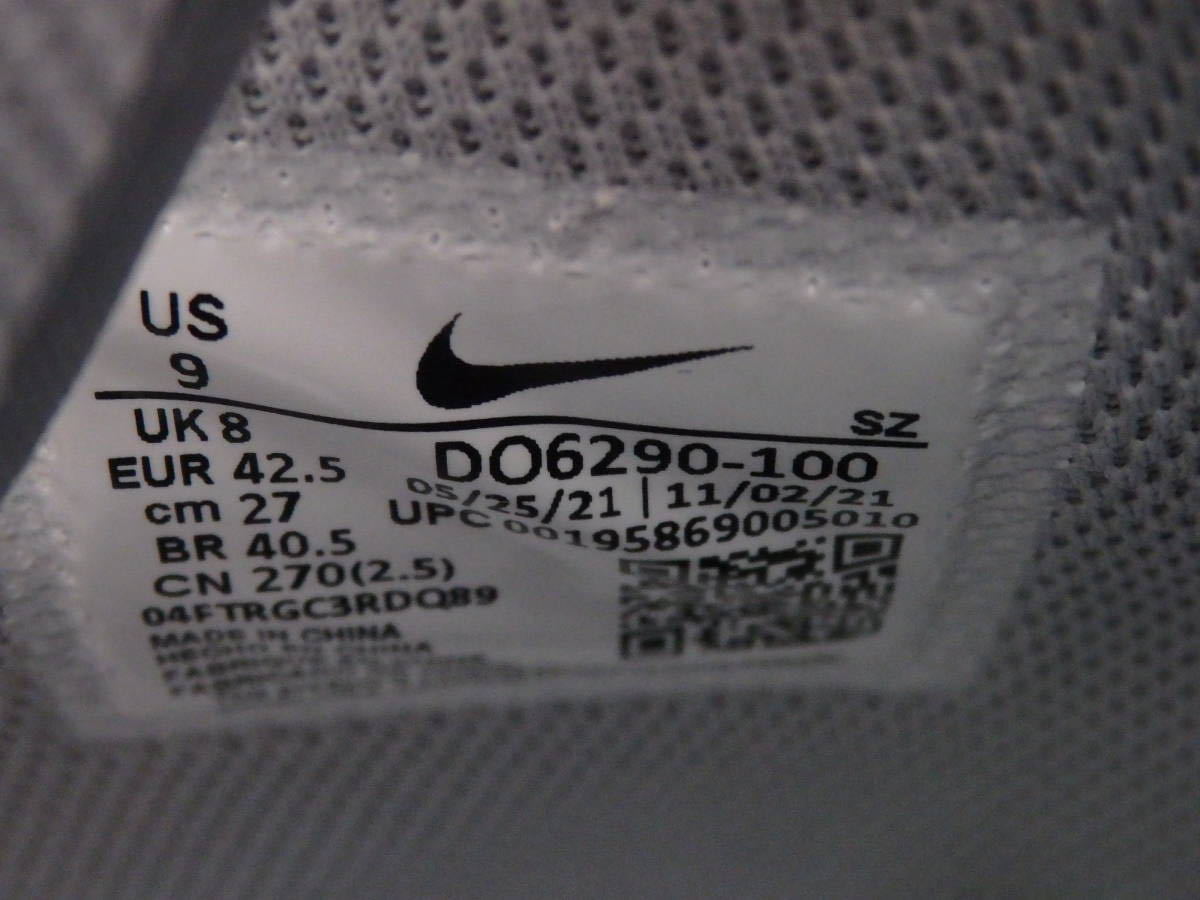 US
9
SZ
UK 8
EUR 42.5
cm 27
BR 40.5
CN 270(2.5)
DO6290-100
05/25/21 | 11/02/21
UPC 00195869005010
04FTRGC3RDQ89
MADE IN CHINA
HECHO EN CHINA